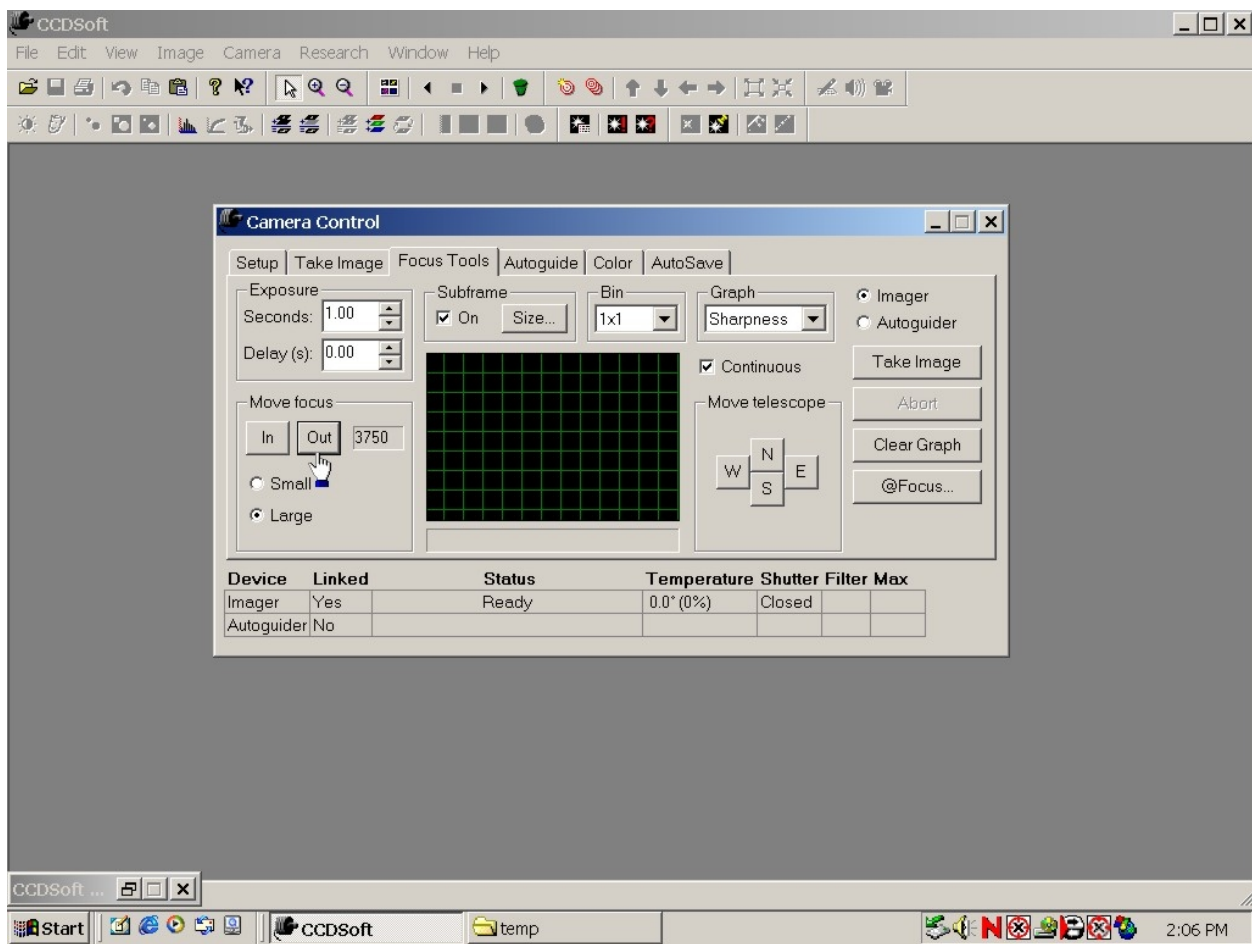 CCDSoft
File Edit View Image Camera Research Window Help
Camera Control
Setup Take Image Focus Tools Autoguide Color AutoSave
Exposure
Seconds: 1.00
Delay (s): 0.00
Subframe
On Size...
Bin
1x1
Graph
Sharpness
Imager
Autoguider
Continuous
Take Image
Move focus
In Out 3750
Small
Large
Move telescope
N
W E
S
Abort
Clear Graph
@Focus...
Device Linked Status Temperature Shutter Filter Max
Imager Yes Ready 0.0° (0%) Closed
Autoguider No
CCDSoft ...
Start CCDSoft temp N 2:06 PM